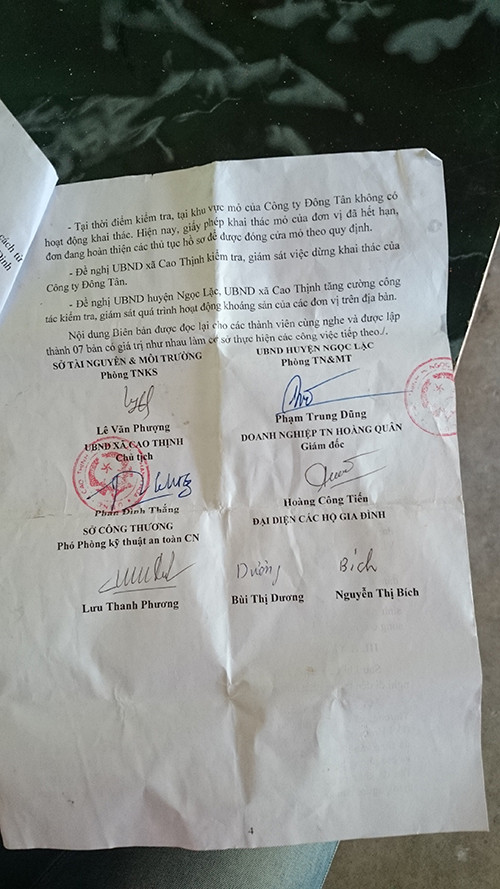 cách tư
Định
- Tại thời điểm kiểm tra, tại khu vực mỏ của Công ty Đông Tân không có
hoạt động khai thác. Hiện nay, giấy phép khai thác mỏ của đơn vị đã hết hạn,
đơn đang hoàn thiện các thủ tục hồ sơ để được đóng cửa mỏ theo quy định.
- Đề nghị UBND xã Cao Thịnh kiểm tra, giám sát việc dừng khai thác của
Công ty Đông Tân.
- Đề nghị UBND huyện Ngọc Lặc, UBND xã Cao Thịnh tăng cường công
tác kiểm tra, giám sát quá trình hoạt động khoáng sản của các đơn vị trên địa bàn.
Nội dung Biên bản được đọc lại cho các thành viên cùng nghe và được lập
thành 07 bản có giá trị như nhau làm cơ sở thực hiện các công việc tiếp theo./.
SỞ TÀI NGUYÊN & MÔI TRƯỜNG
Phòng TNKS
UBND HUYỆN NGỌC LẶC
Phòng TN&MT
Lê Văn Phượng
Phạm Trung Dũng
UBND XÃ CAO THỊNH
Chủ tịch
DOANH NGHIỆP TN HOÀNG QUÂN
Giám đốc
Phan Đình Thắng
Hoàng Công Tiến
SỞ CÔNG THƯƠNG
Phó Phòng kỹ thuật an toàn CN
ĐẠI DIỆN CÁC HỘ GIA ĐÌNH
Dương
Bích
Lưu Thanh Phương
Bùi Thị Dương
Nguyễn Thị Bích
4